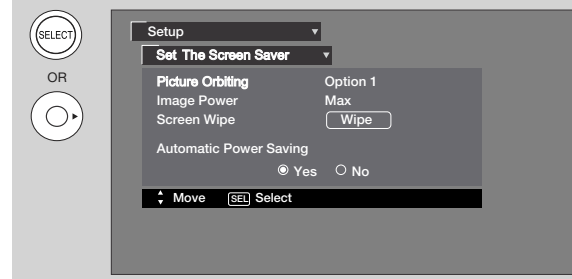 SELECT
OR
Setup
Set The Screen Saver
Picture Orbiting Option 1
Image Power Max
Screen Wipe Wipe
Automatic Power Saving
Yes No
Move SEL Select